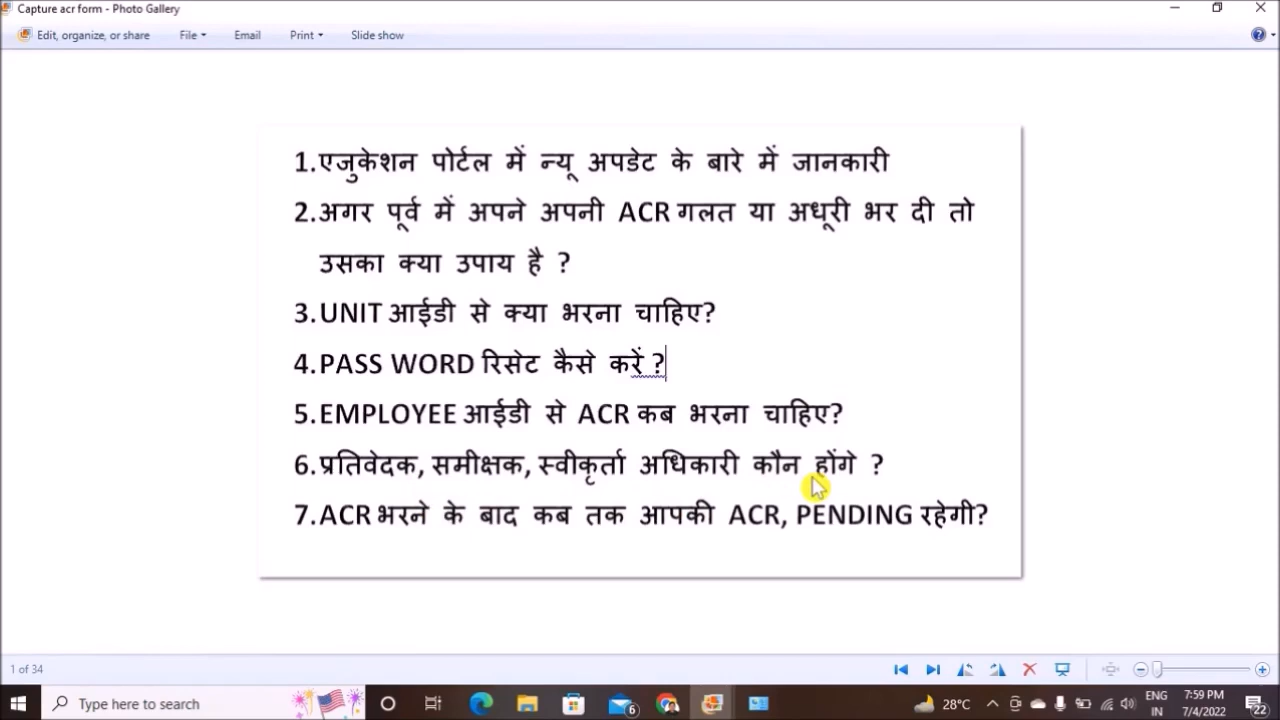 Capture acr form - Photo Gallery
Edit, organize, or share File Email Print Slide show
1.एजुकेशन पोर्टल में न्यू अपडेट के बारे में जानकारी
2.अगर पूर्व में अपने अपनी ACR गलत या अधूरी भर दी तो
उसका क्या उपाय है ?
3.UNIT आईडी से क्या भरना चाहिए?
4.PASS WORD रिसेट कैसे करें ?
5.EMPLOYEE आईडी से ACR कब भरना चाहिए?
6.प्रतिवेदक, समीक्षक, स्वीकृर्ता अधिकारी कौन होंगे ?
7.ACR भरने के बाद कब तक आपकी ACR, PENDING रहेगी?
1 of 34
Type here to search 6 28°C ENG IN 7:59 PM 7/4/2022 22